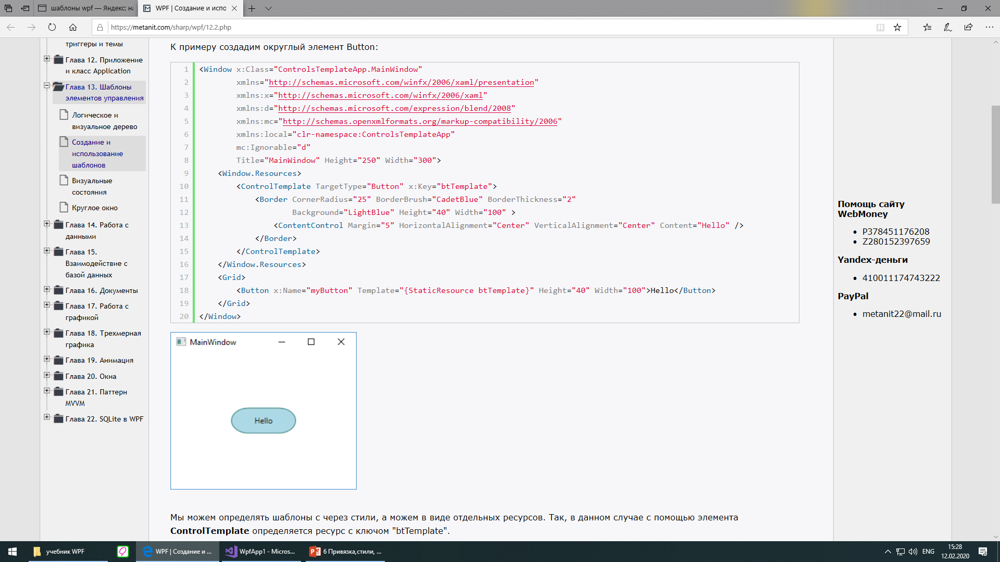 шаблоны wpf — Яндекс: на
WPF | Создание и испо
https://metanit.com/sharp/wpf/12.2.php
триггеры и темы
Глава 12. Приложение
и класс Application
Глава 13. Шаблоны
элементов управления
Логическое и
визуальное дерево
Создание и
использование
шаблонов
Визуальные
состояния
Круглое окно
Глава 14. Работа с
данными
Глава 15.
Взаимодействие с
базой данных
Глава 16. Документы
Глава 17. Работа с
графикой
Глава 18. Трехмерная
графика
Глава 19. Анимация
Глава 20. Окна
Глава 21. Паттерн
MVVM
Глава 22. SQLite в WPF
К примеру создадим округлый элемент Button:
1 <Window x:Class="ControlsTemplateApp.MainWindow"
2 xmlns="http://schemas.microsoft.com/winfx/2006/xaml/presentation"
3 xmlns:x="http://schemas.microsoft.com/winfx/2006/xaml"
4 xmlns:d="http://schemas.microsoft.com/expression/blend/2008"
5 xmlns:mc="http://schemas.openxmlformats.org/markup-compatibility/2006"
6 xmlns:local="clr-namespace:ControlsTemplateApp"
7 mc:Ignorable="d"
8 Title="MainWindow" Height="250" Width="300">
9 <Window.Resources>
10 <ControlTemplate TargetType="Button" x:Key="btTemplate">
11 <Border CornerRadius="25" BorderBrush="CadetBlue" BorderThickness="2"
12 Background="LightBlue" Height="40" Width="100" >
13 <ContentControl Margin="5" HorizontalAlignment="Center" VerticalAlignment="Center" Content="Hello" />
14 </Border>
15 </ControlTemplate>
16 </Window.Resources>
17 <Grid>
18 <Button x:Name="myButton" Template="{StaticResource btTemplate}" Height="40" Width="100">Hello</Button>
19 </Grid>
20 </Window>
MainWindow
Hello
Мы можем определять шаблоны с через стили, а можем в виде отдельных ресурсов. Так, в данном случае с помощью элемента
ControlTemplate определяется ресурс с ключом "btTemplate".
Помощь сайту
WebMoney
P378451176208
Z280152397659
Yandex-деньги
410011174743222
PayPal
metanit22@mail.ru
учебник WPF
WPF | Создание и ...
WpfApp1 - Micros...
6 Привязка,стили, ...
ENG
15:28
12.02.2020